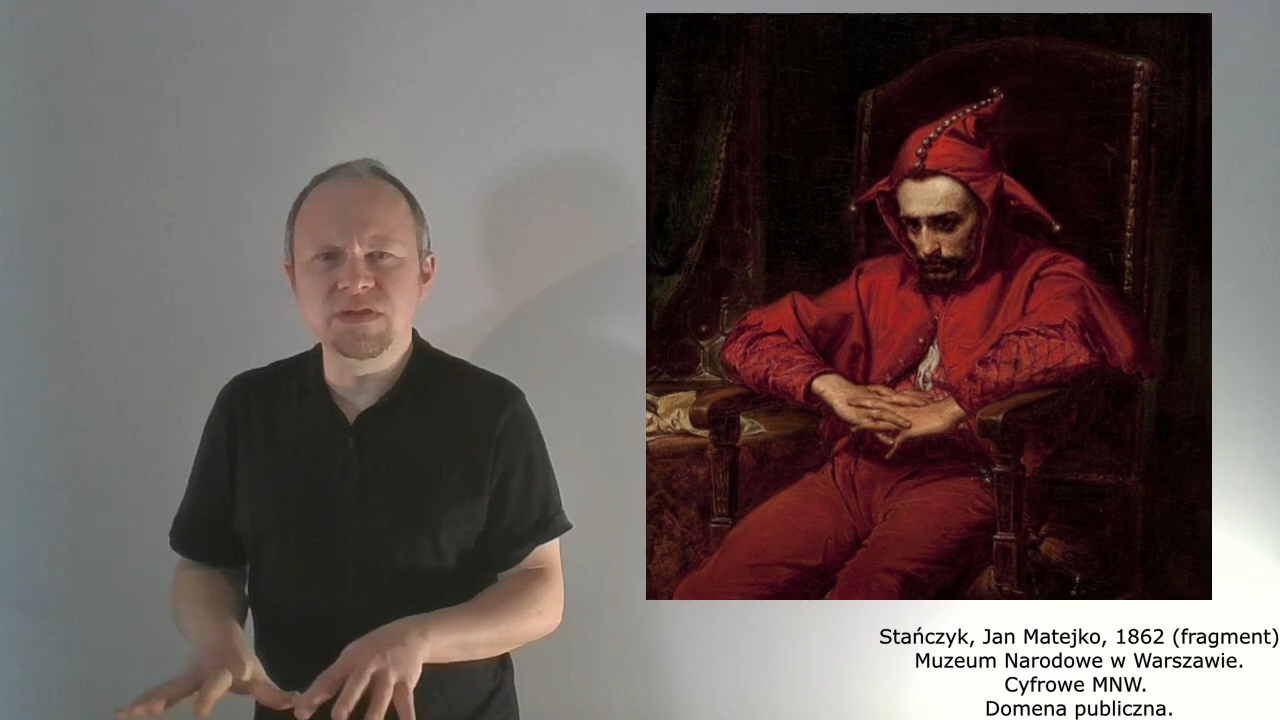 Stańczyk, Jan Matejko, 1862 (fragment)
Muzeum Narodowe w Warszawie.
Cyfrowe MNW.
Domena publiczna.